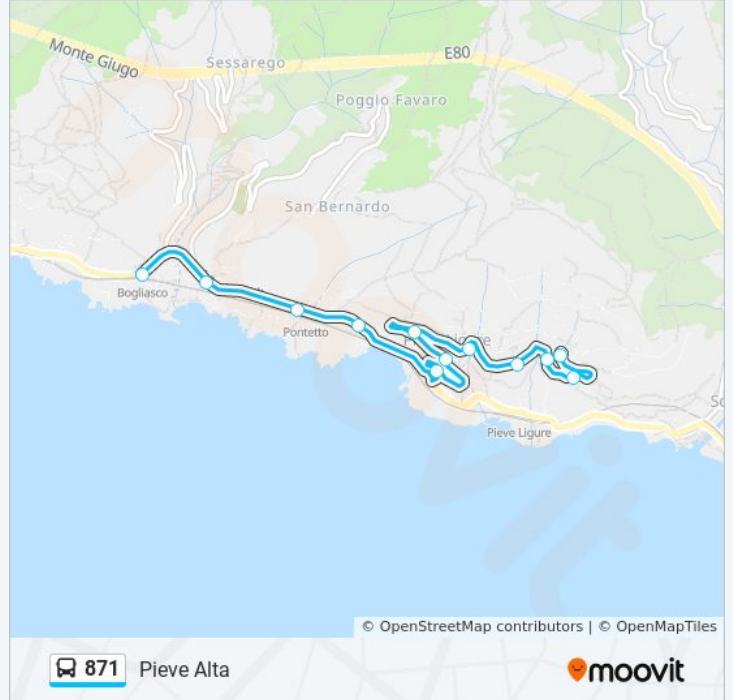 Monte Giugo
Sessarego
E80
Poggio Favaro
San Bernardo
Bogliasco
Pontetto
Pieve Ligure
© OpenStreetMap contributors | © OpenMapTiles
871 Pieve Alta
moovit